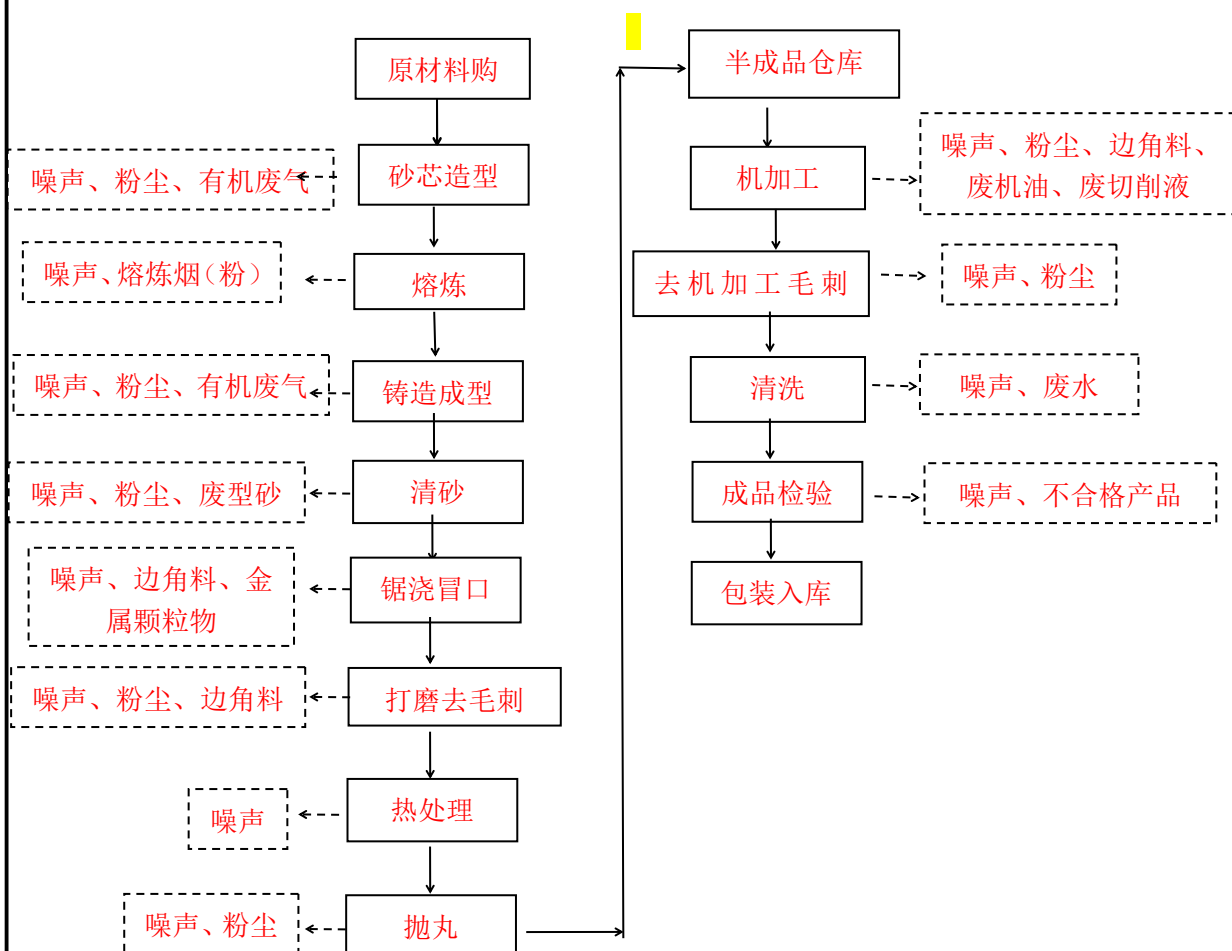 原材料购
砂芯造型
噪声、粉尘、有机废气
熔炼
噪声、熔炼烟(粉)
铸造成型
噪声、粉尘、有机废气
清砂
噪声、粉尘、废型砂
锯浇冒口
噪声、边角料、金
属颗粒物
打磨去毛刺
噪声、粉尘、边角料
热处理
噪声
抛丸
噪声、粉尘
半成品仓库
机加工
噪声、粉尘、边角料、
废机油、废切削液
去机加工毛刺
噪声、粉尘
清洗
噪声、废水
成品检验
噪声、不合格产品
包装入库